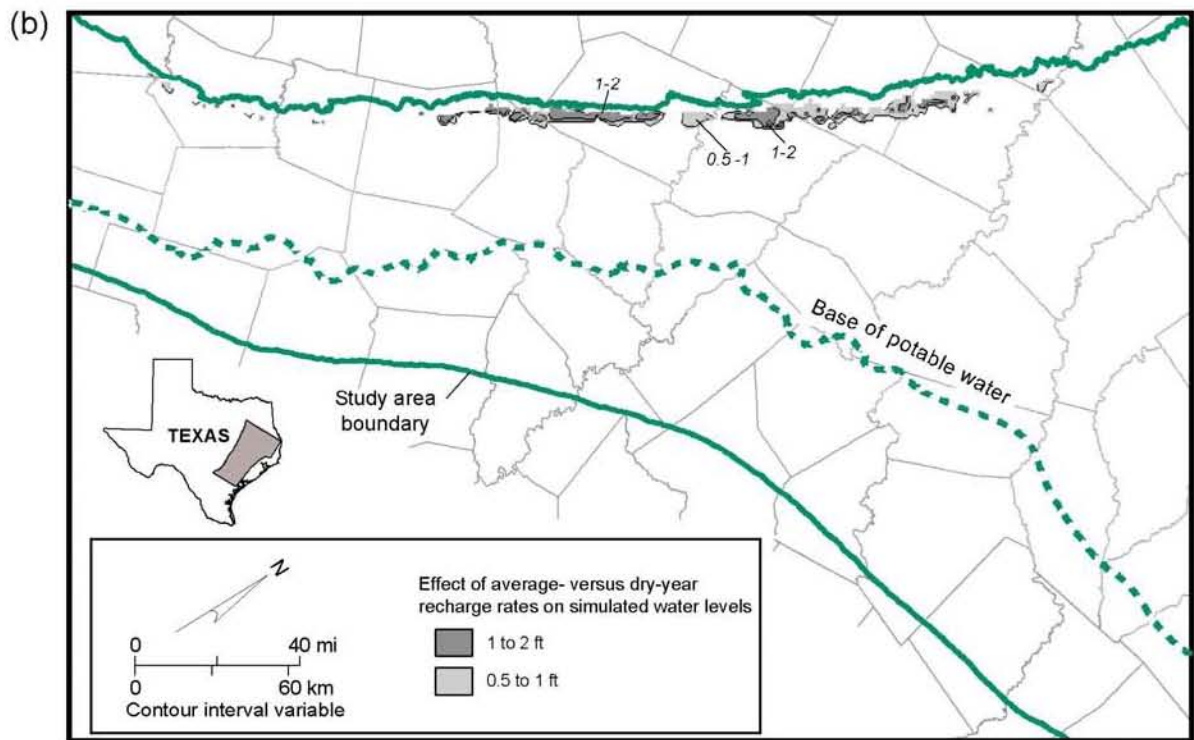 (b)
1-2
0.5-1
1-2
Base of potable water
Study area
boundary
TEXAS
N
0 40 mi
0 60 km
Contour interval variable
Effect of average- versus dry-year
recharge rates on simulated water levels
1 to 2 ft
0.5 to 1 ft